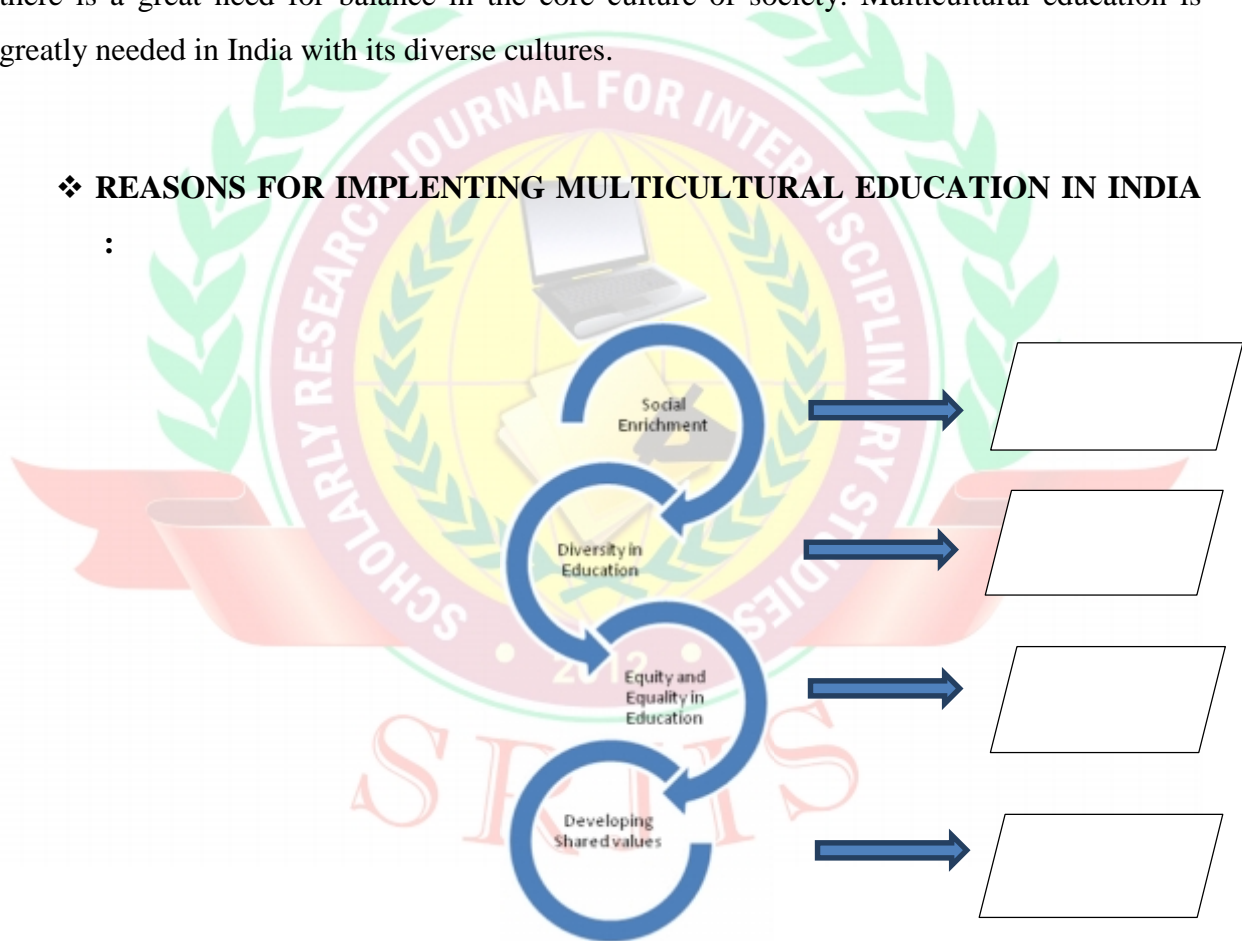 there is a great need for balance in the core culture of society. Multicultural education is
greatly needed in India with its diverse cultures.
❖ REASONS FOR IMPLENTING MULTICULTURAL EDUCATION IN INDIA
:
Social
Enrichment
Diversity in
Education
Equity and
Equality in
Education
Developing
Shared values
SCHOLARLY RESEARCH JOURNAL FOR INTERDISCIPLINARY STUDIES
• 2012 •
SRJIS